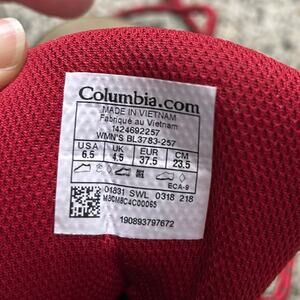 Columbia.com
MADE IN VIETNAM
Fabriqué au Vietnam
1424692257
WMN'S BL3783-257
USA UK EUR CM
6.5 4.5 37.5 23.5
ECA-9
01831 SWL 0318 218
M8CM8C4C00065
190893797672